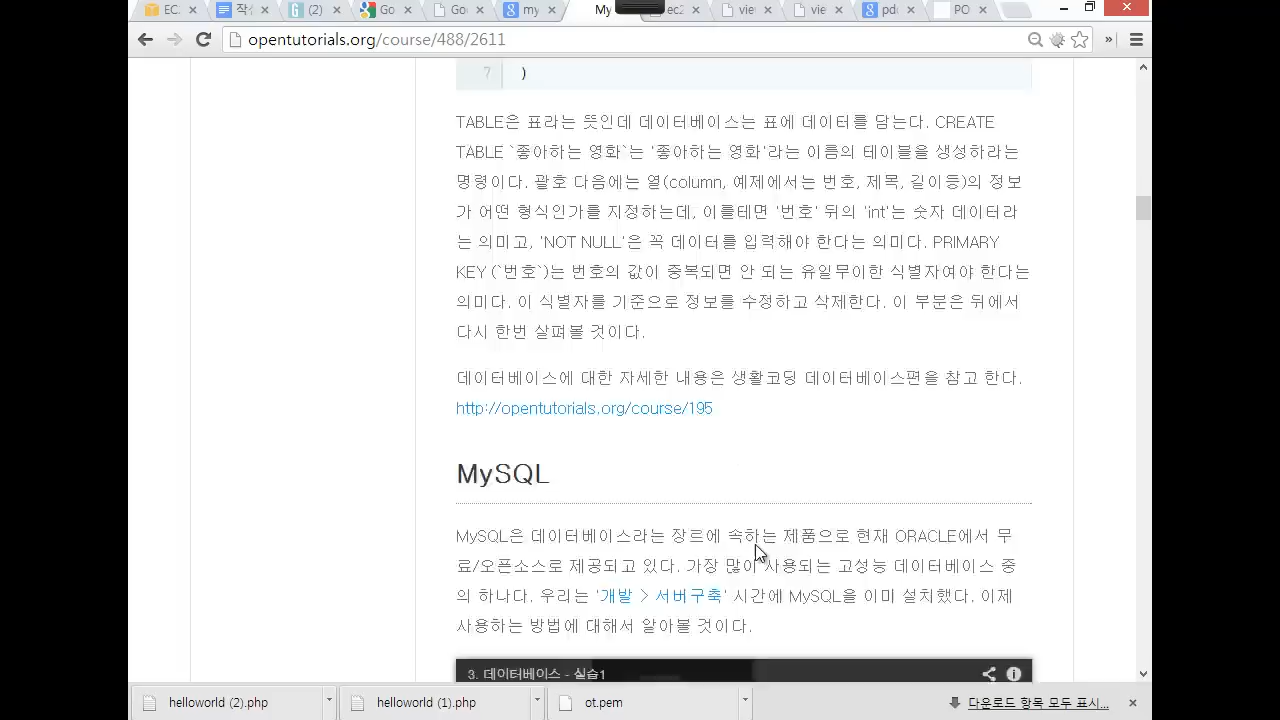 EC
작
(2)
Go
Go
my
My
ec2
vie
vie
pd
PO
opentutorials.org/course/488/2611
7 )
TABLE은 표라는 뜻인데 데이터베이스는 표에 데이터를 담는다. CREATE
TABLE `좋아하는 영화`는 '좋아하는 영화'라는 이름의 테이블을 생성하라는
명령이다. 괄호 다음에는 열(column, 예제에서는 번호, 제목, 길이등)의 정보
가 어떤 형식인가를 지정하는데, 이를테면 '번호' 뒤의 'int'는 숫자 데이터라
는 의미고, 'NOT NULL'은 꼭 데이터를 입력해야 한다는 의미다. PRIMARY
KEY (`번호`)는 번호의 값이 중복되면 안 되는 유일무이한 식별자여야 한다는
의미다. 이 식별자를 기준으로 정보를 수정하고 삭제한다. 이 부분은 뒤에서
다시 한번 살펴볼 것이다.
데이터베이스에 대한 자세한 내용은 생활코딩 데이터베이스편을 참고 한다.
http://opentutorials.org/course/195
MySQL
MySQL은 데이터베이스라는 장르에 속하는 제품으로 현재 ORACLE에서 무
료/오픈소스로 제공되고 있다. 가장 많이 사용되는 고성능 데이터베이스 중
의 하나다. 우리는 '개발 > 서버구축' 시간에 MySQL을 이미 설치했다. 이제
사용하는 방법에 대해서 알아볼 것이다.
3. 데이터베이스 - 실습1
helloworld (2).php
helloworld (1).php
ot.pem
다운로드 항목 모두 표시...